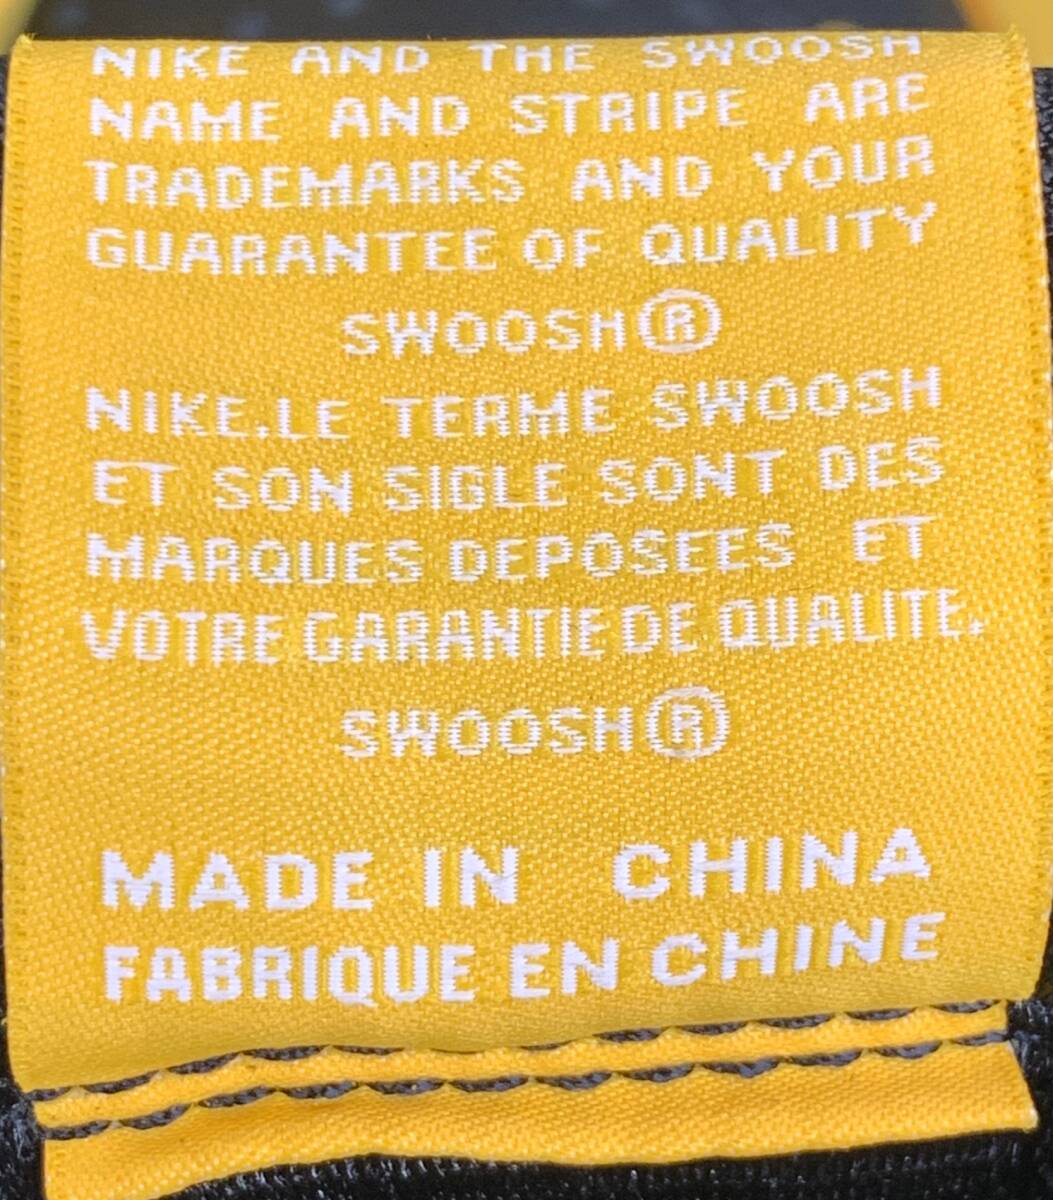 NIKE AND THE SWOOSH
NAME AND STRIPE ARE
TRADEMARKS AND YOUR
GUARANTEE OF QUALITY
SWOOSH®
NIKE.LE TERME SWOOSH
ET SON SIGLE SONT DES
MARQUES DEPOSEES ET
VOTRE GARANTIE DE QUALITE.
SWOOSH®
MADE IN CHINA
FABRIQUE EN CHINE